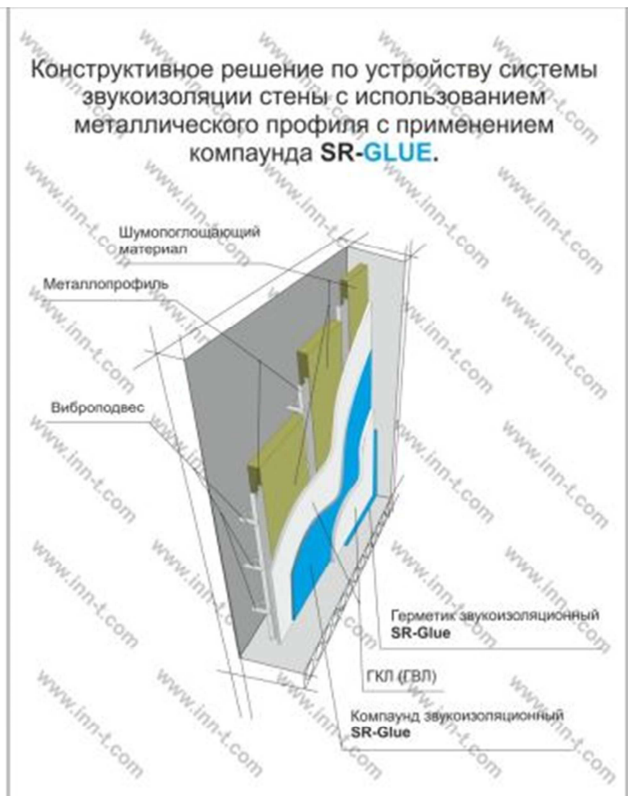 Конструктивное решение по устройству системы
звукоизоляции стены с использованием
металлического профиля с применением
компаунда SR-GLUE.
Шумопоглощающий
материал
Металлопрофиль
Виброподвес
Герметик звукоизоляционный
SR-Glue
ГКЛ (ГВЛ)
Компаунд звукоизоляционный
SR-Glue
www.inn-t.com